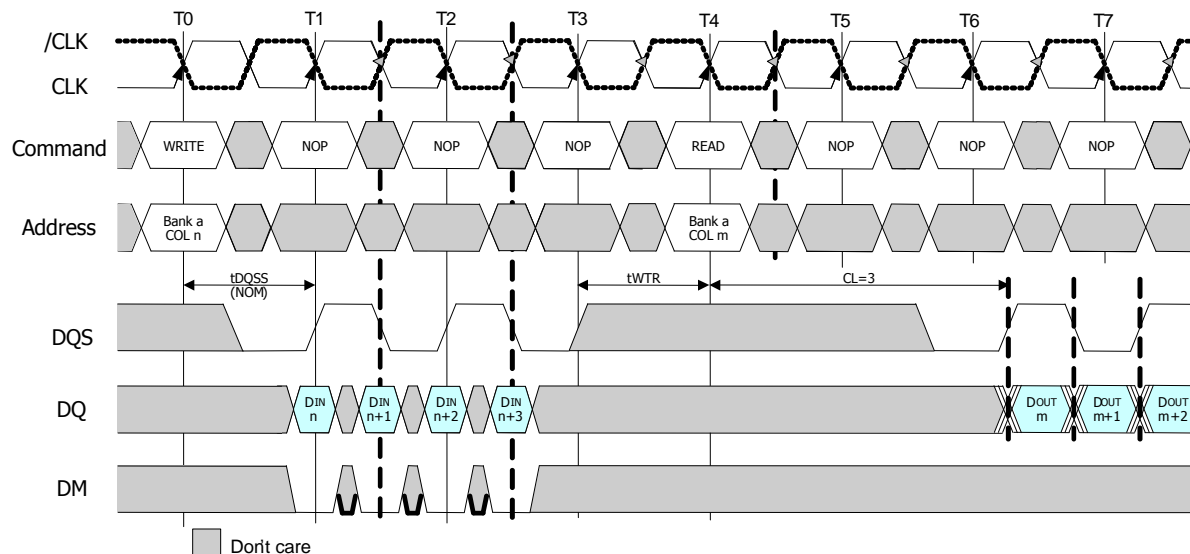 T0 T1 T2 T3 T4 T5 T6 T7
/CLK
CLK
Command WRITE NOP NOP NOP READ NOP NOP NOP
Address Bank a COL n Bank a COL m
tDQSS (NOM) tWTR CL=3
DQS
DQ DIN n DIN n+1 DIN n+2 DIN n+3 DOUT m DOUT m+1 DOUT m+2
DM
Don't care